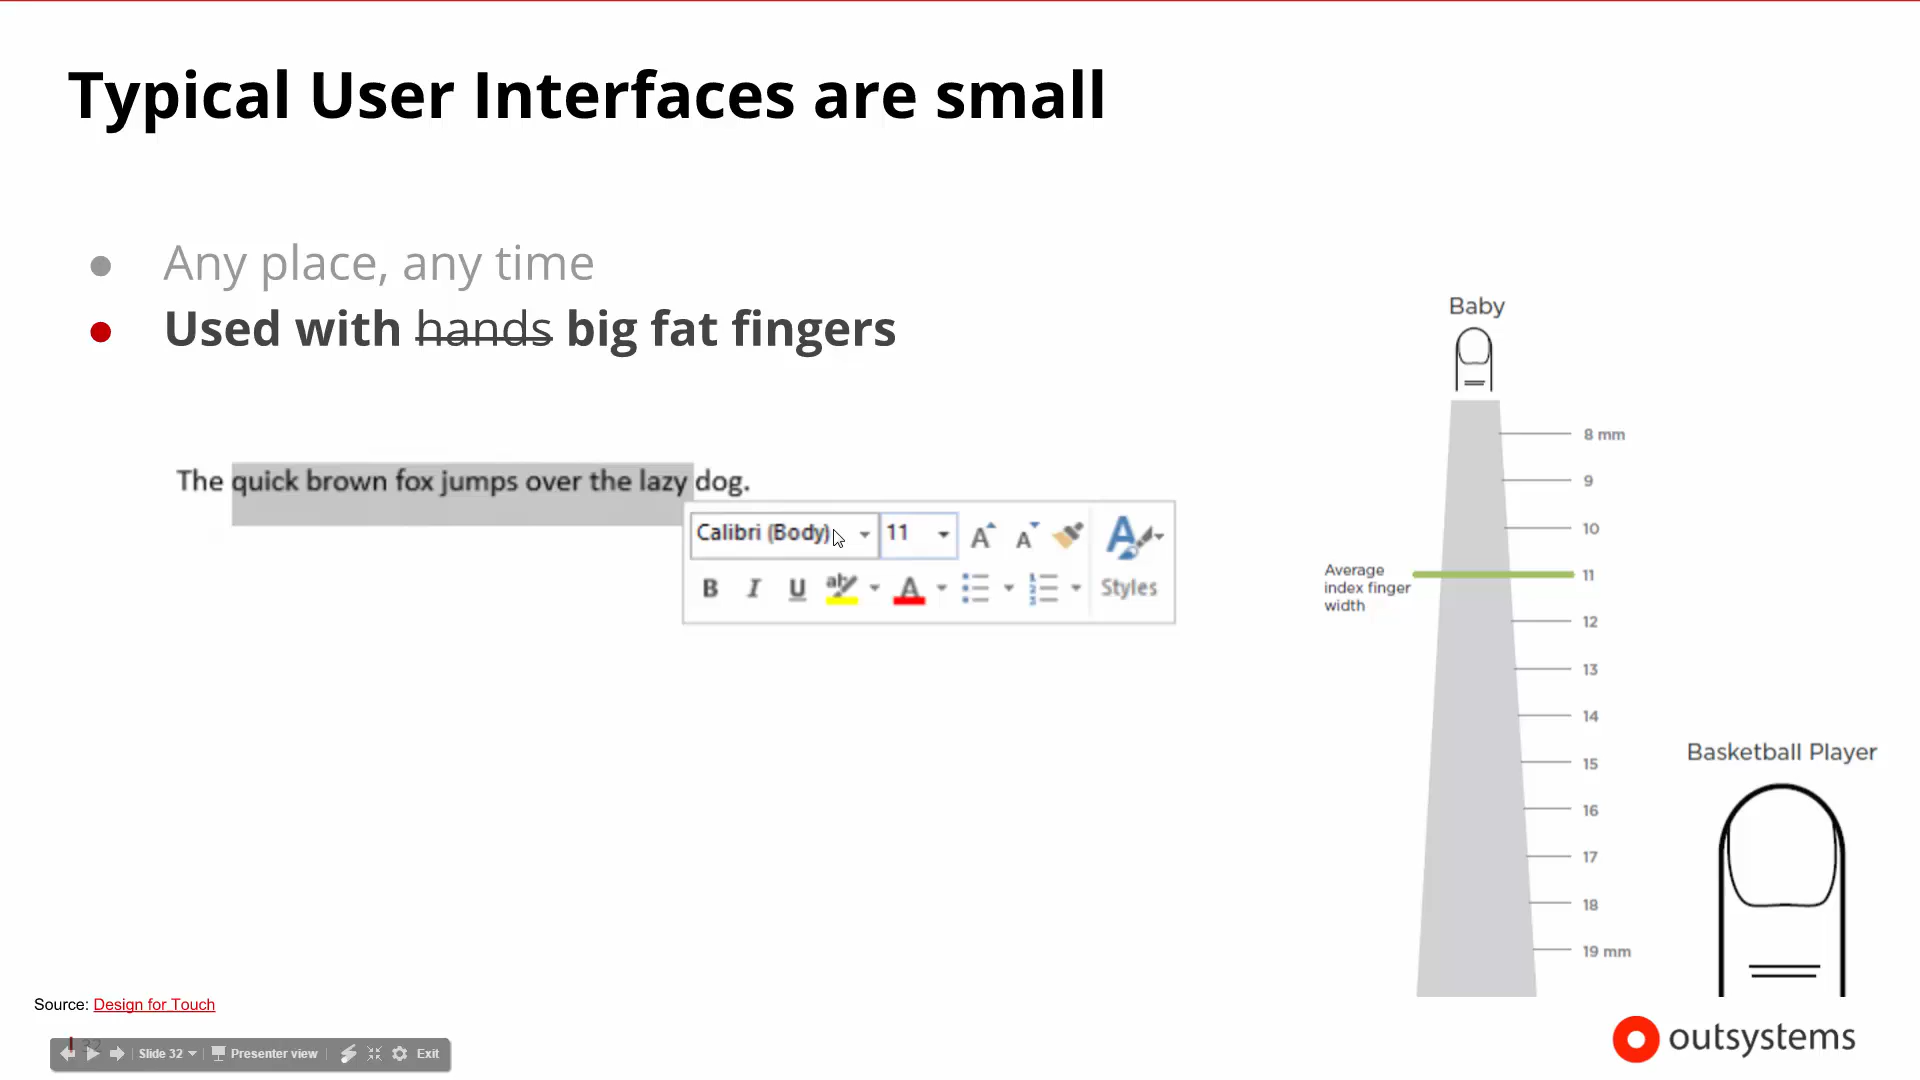 Typical User Interfaces are small
● Any place, any time
● Used with hands big fat fingers
The quick brown fox jumps over the lazy dog.
Calibri (Body) 11 A A A
B I U ab A Styles
Baby
8 mm
9
10
Average
index finger
width
11
12
13
14
15
16
17
18
19 mm
Basketball Player
Source: Design for Touch
32
Slide 32 Presenter view Exit
outsystems